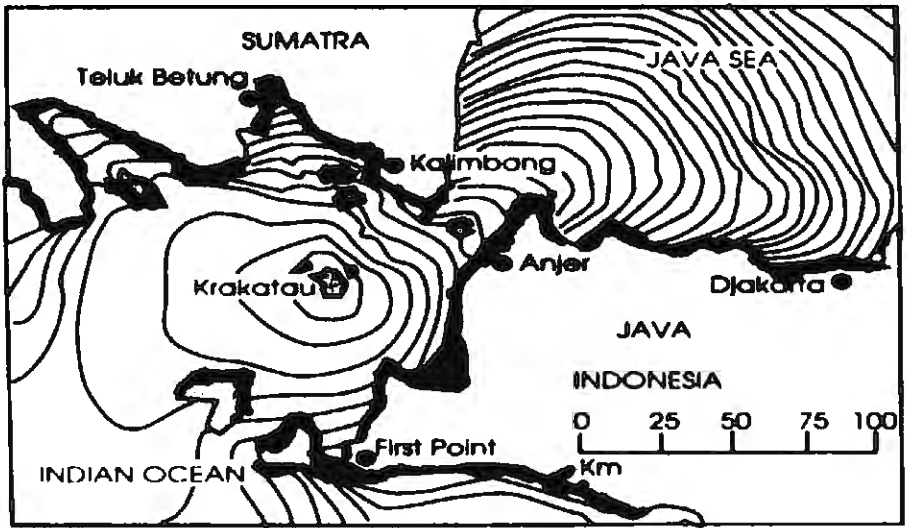 SUMATRA
JAVA SEA
Teluk Betung
Kalimbang
Anjer
Krakatau
Djakarta
JAVA
INDONESIA
0 25 50 75 100
Km
First Point
INDIAN OCEAN